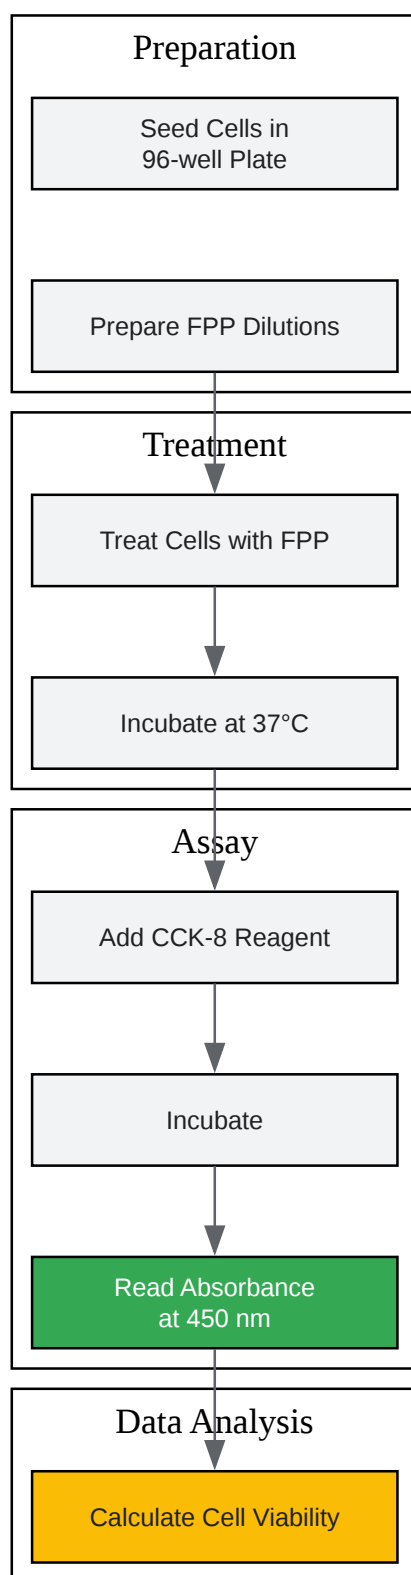 Preparation
Seed Cells in
96-well Plate
Prepare FPP Dilutions
Treatment
Treat Cells with FPP
Incubate at 37°C
Assay
Add CCK-8 Reagent
Incubate
Read Absorbance
at 450 nm
Data Analysis
Calculate Cell Viability